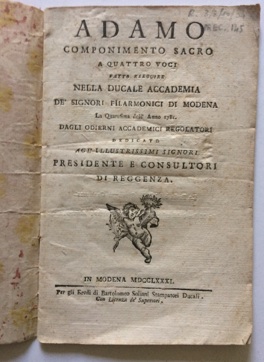 ADAMO
COMPONIMENTO SAGRO
A QUATTRO VOCI
FATTO ESEGUIRE
NELLA DUCALE ACCADEMIA
DE' SIGNORI FILARMONICI DI MODENA
La Quaresima dell' Anno 1781.
DAGLI ODIERNI ACCADEMICI REGOLATORI
DEDICATO
AGL' ILLUSTRISSIMI SIGNORI
PRESIDENTE E CONSULTORI
DI REGGENZA.
IN MODENA MDCCLXXXI.
Per gli Eredi di Bartolomeo Soliani Stampatori Ducali.
Con Licenza de' Superiori.